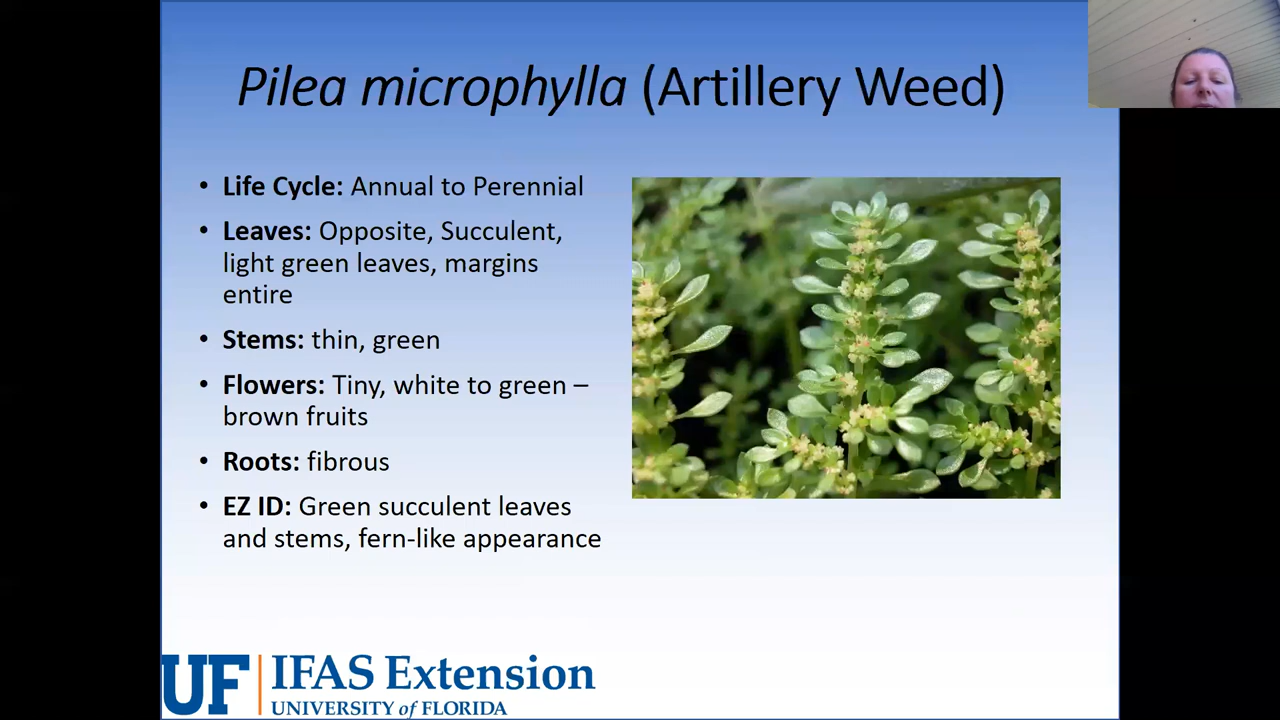 Pilea microphylla (Artillery Weed)
• Life Cycle: Annual to Perennial
• Leaves: Opposite, Succulent,
light green leaves, margins
entire
• Stems: thin, green
• Flowers: Tiny, white to green –
brown fruits
• Roots: fibrous
• EZ ID: Green succulent leaves
and stems, fern-like appearance
UF IFAS Extension
UNIVERSITY of FLORIDA